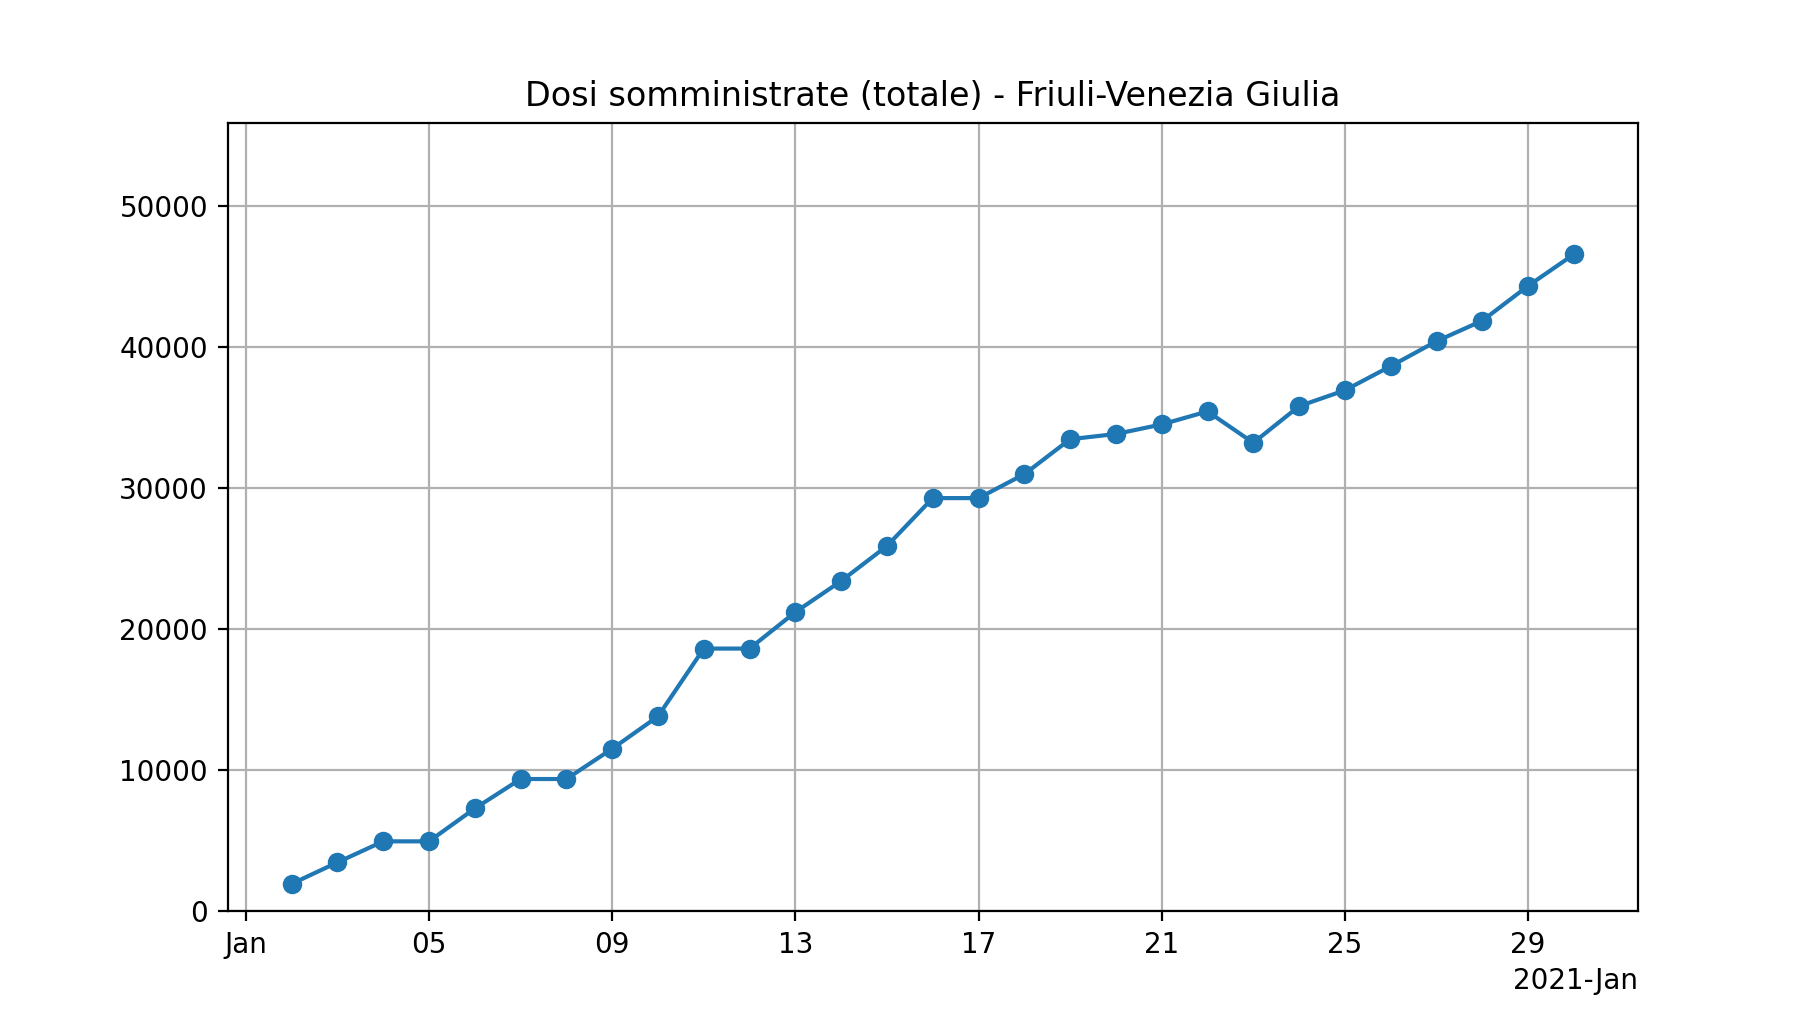 Dosi somministrate (totale) - Friuli-Venezia Giulia
50000
40000
30000
20000
10000
0
Jan 05 09 13 17 21 25 29
2021-Jan